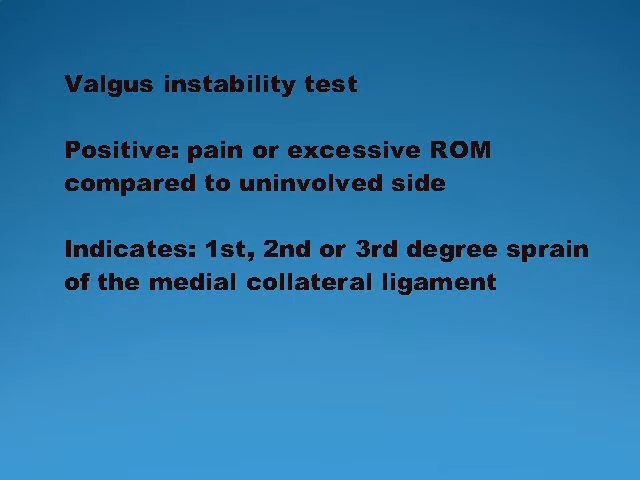 Valgus instability test
Positive: pain or excessive ROM
compared to uninvolved side
Indicates: 1st, 2nd or 3rd degree sprain
of the medial collateral ligament